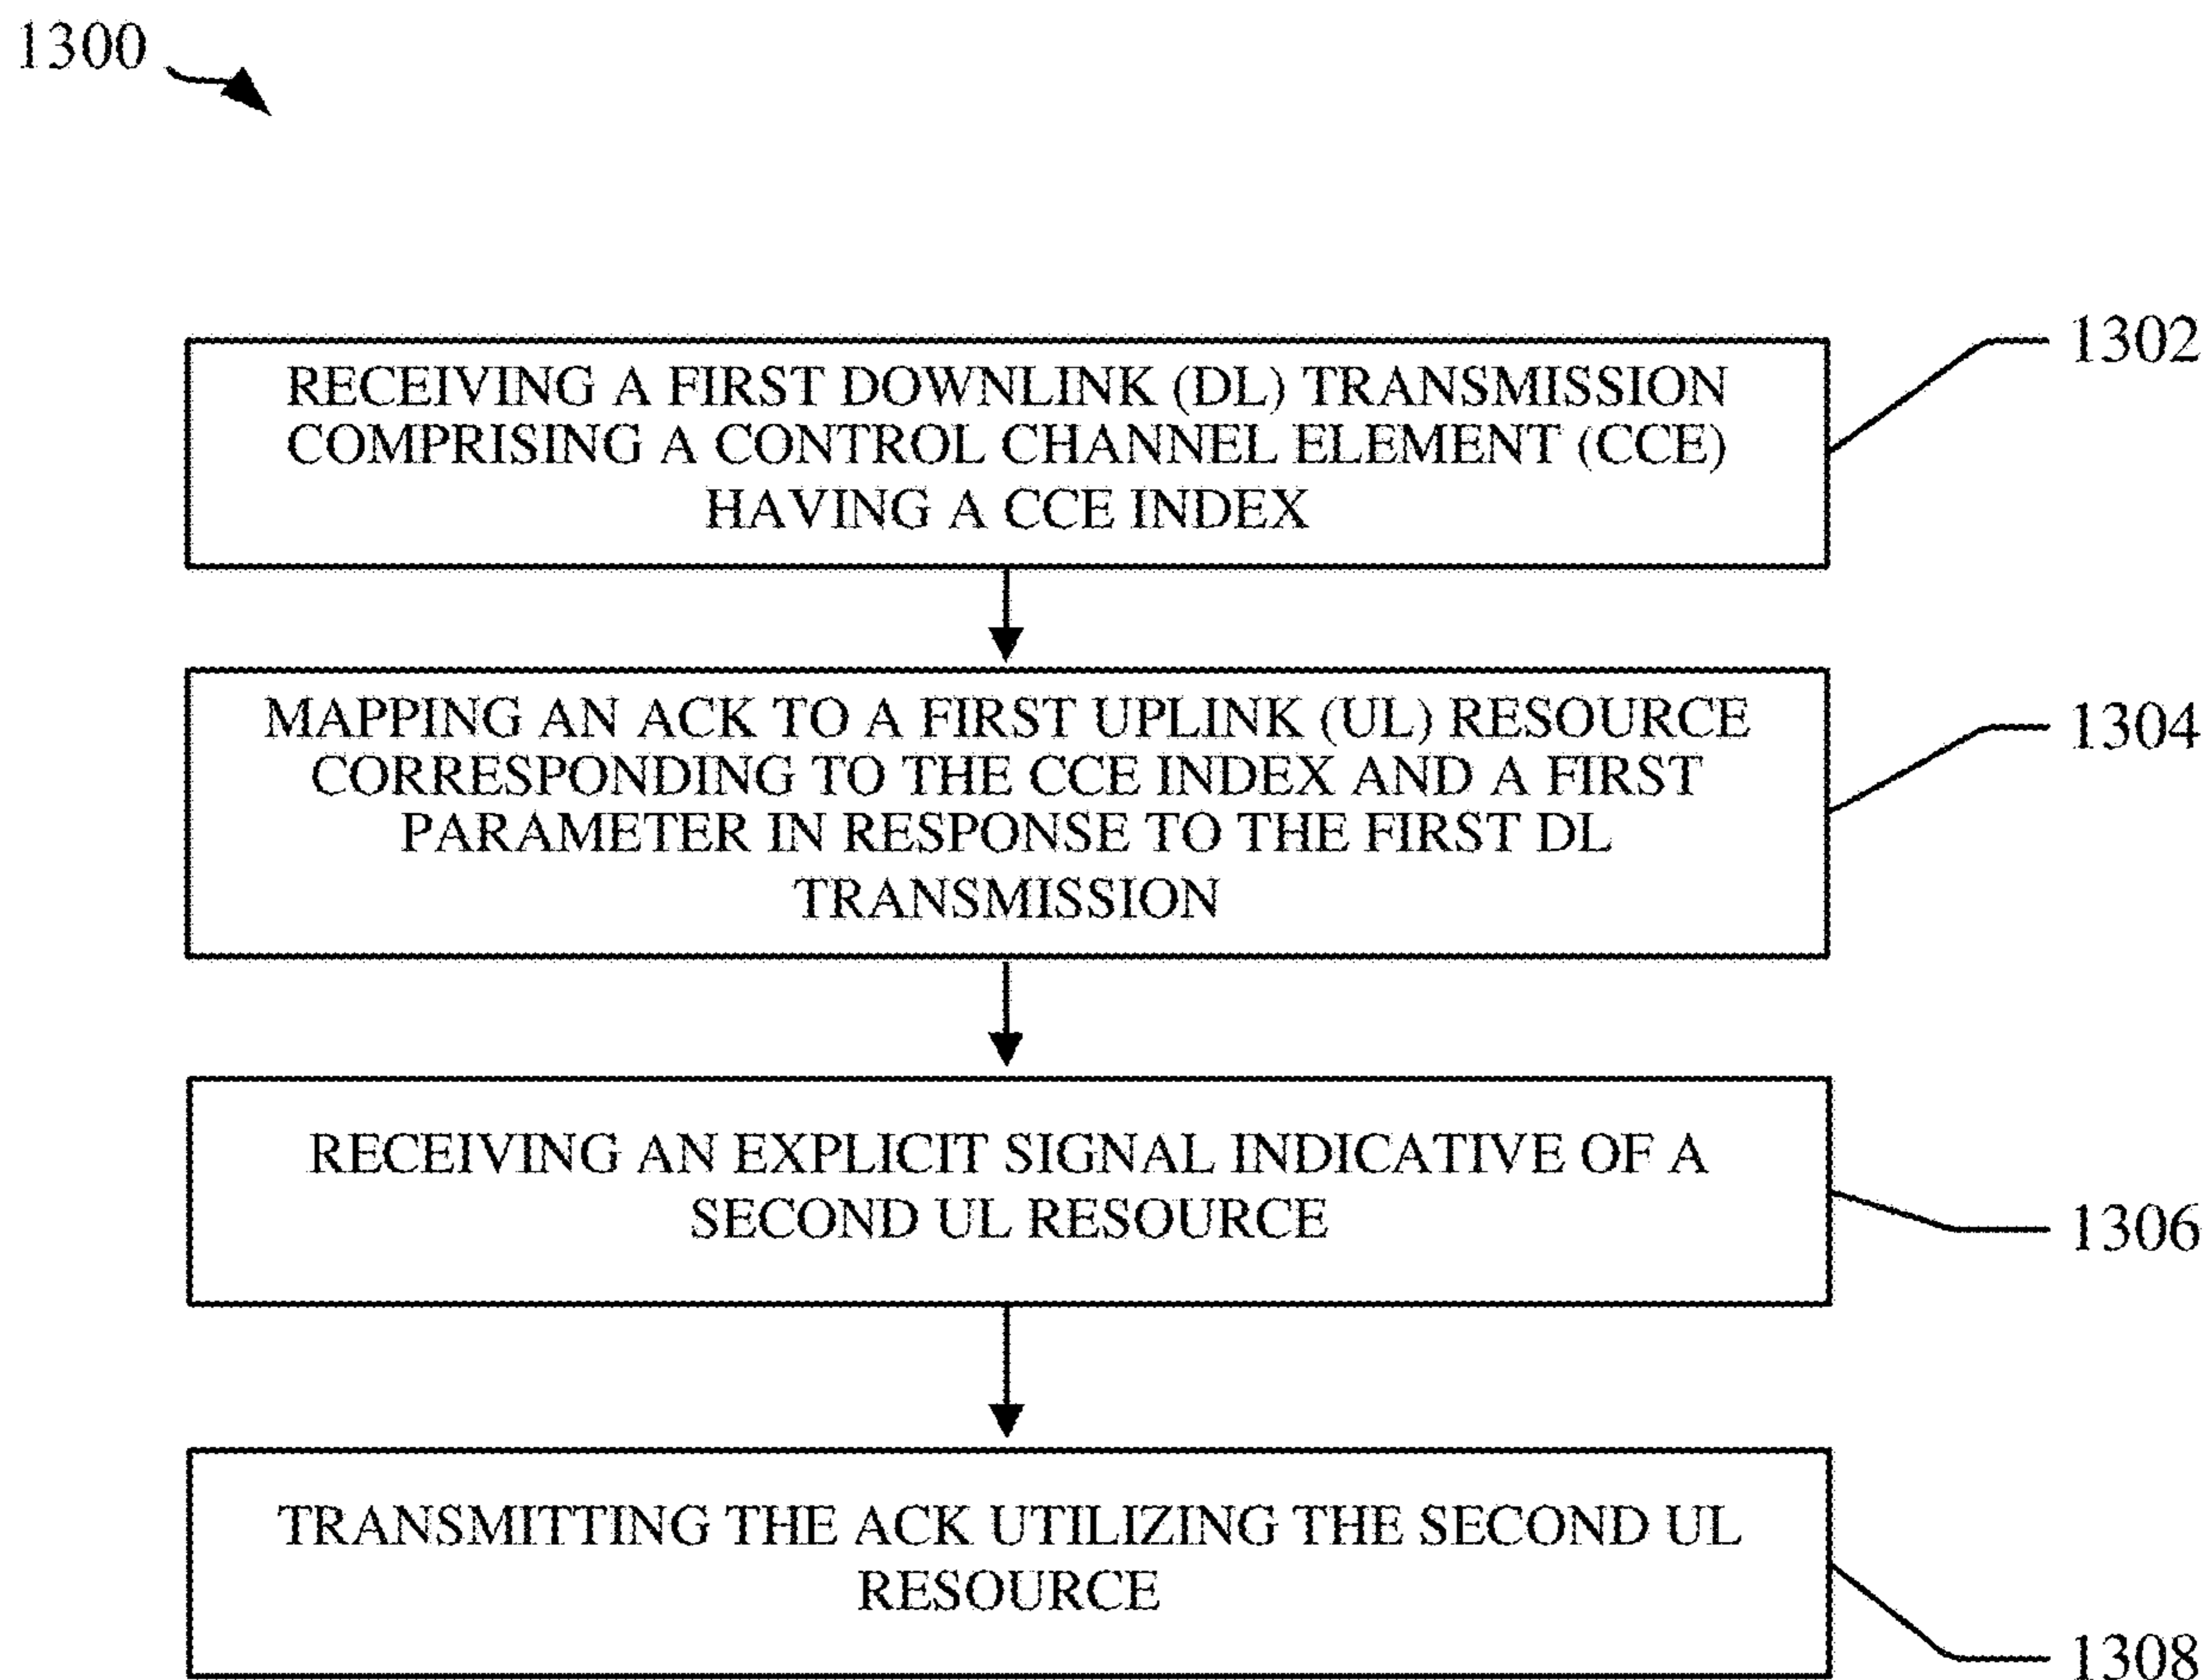 1300
RECEIVING A FIRST DOWNLINK (DL) TRANSMISSION
COMPRISING A CONTROL CHANNEL ELEMENT (CCE)
HAVING A CCE INDEX
1302
MAPPING AN ACK TO A FIRST UPLINK (UL) RESOURCE
CORRESPONDING TO THE CCE INDEX AND A FIRST
PARAMETER IN RESPONSE TO THE FIRST DL
TRANSMISSION
1304
RECEIVING AN EXPLICIT SIGNAL INDICATIVE OF A
SECOND UL RESOURCE
1306
TRANSMITTING THE ACK UTILIZING THE SECOND UL
RESOURCE
1308